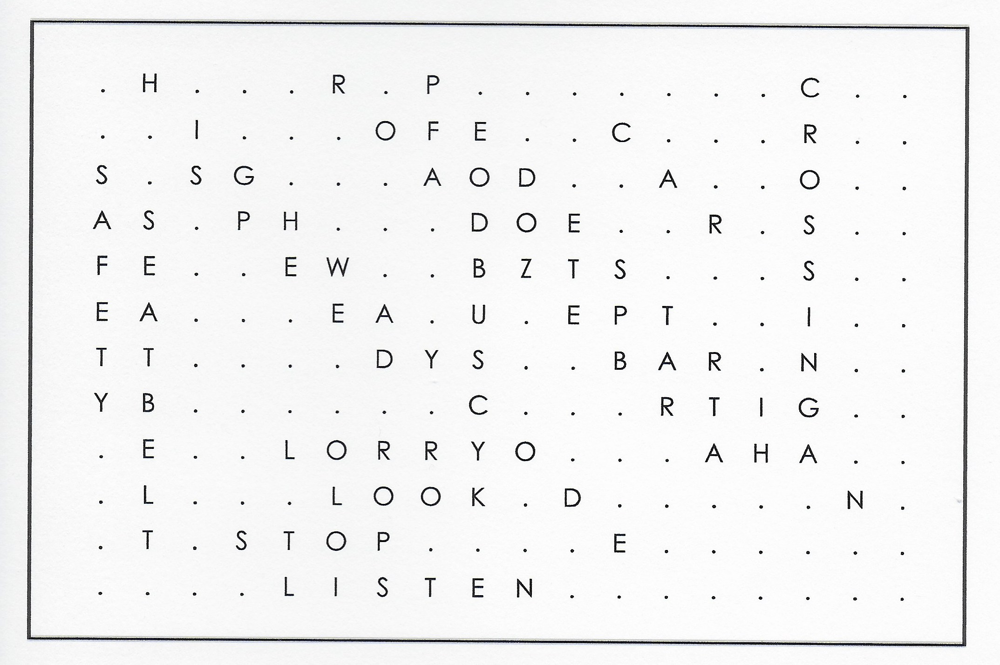 . H . . . R . P . . . . . . . C . .
. . I . . . O F E . . C . . . R . .
S . S G . . . A O D . . A . . O . .
A S . P H . . . D O E . . R . S . .
F E . . E W . . B Z T S . . . S . .
E A . . . E A . U . E P T . . I . .
T T . . . . D Y S . . B A R . N . .
Y B . . . . . . C . . . R T I G . .
. E . . L O R R Y O . . . A H A . .
. L . . . L O O K . D . . . . . N .
. T . S T O P . . . . E . . . . . .
. . . . L I S T E N . . . . . . . .